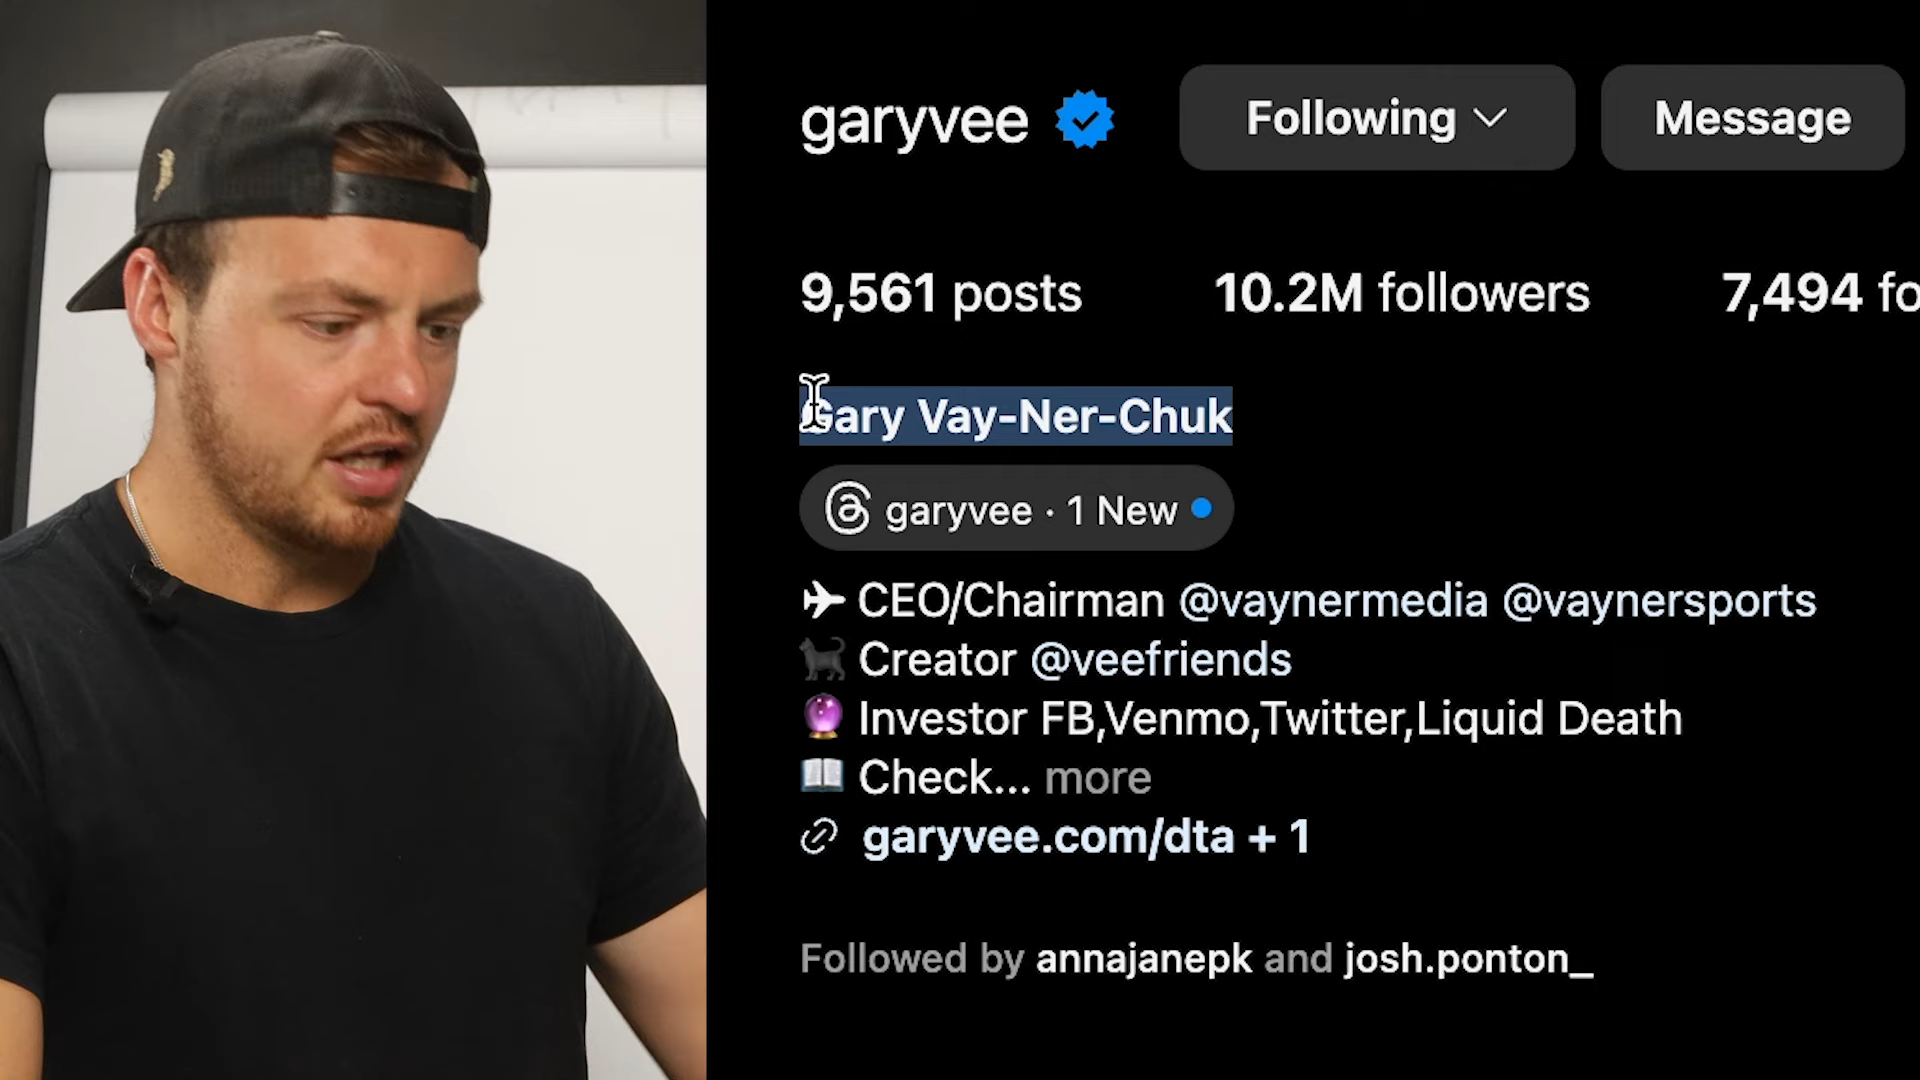 garyvee
Following
Message
9,561 posts
10.2M followers
7,494 fo
Gary Vay-Ner-Chuk
garyvee · 1 New
CEO/Chairman @vaynermedia @vaynersports
Creator @veefriends
Investor FB,Venmo,Twitter,Liquid Death
Check... more
garyvee.com/dta + 1
Followed by annajanepk and josh.ponton_